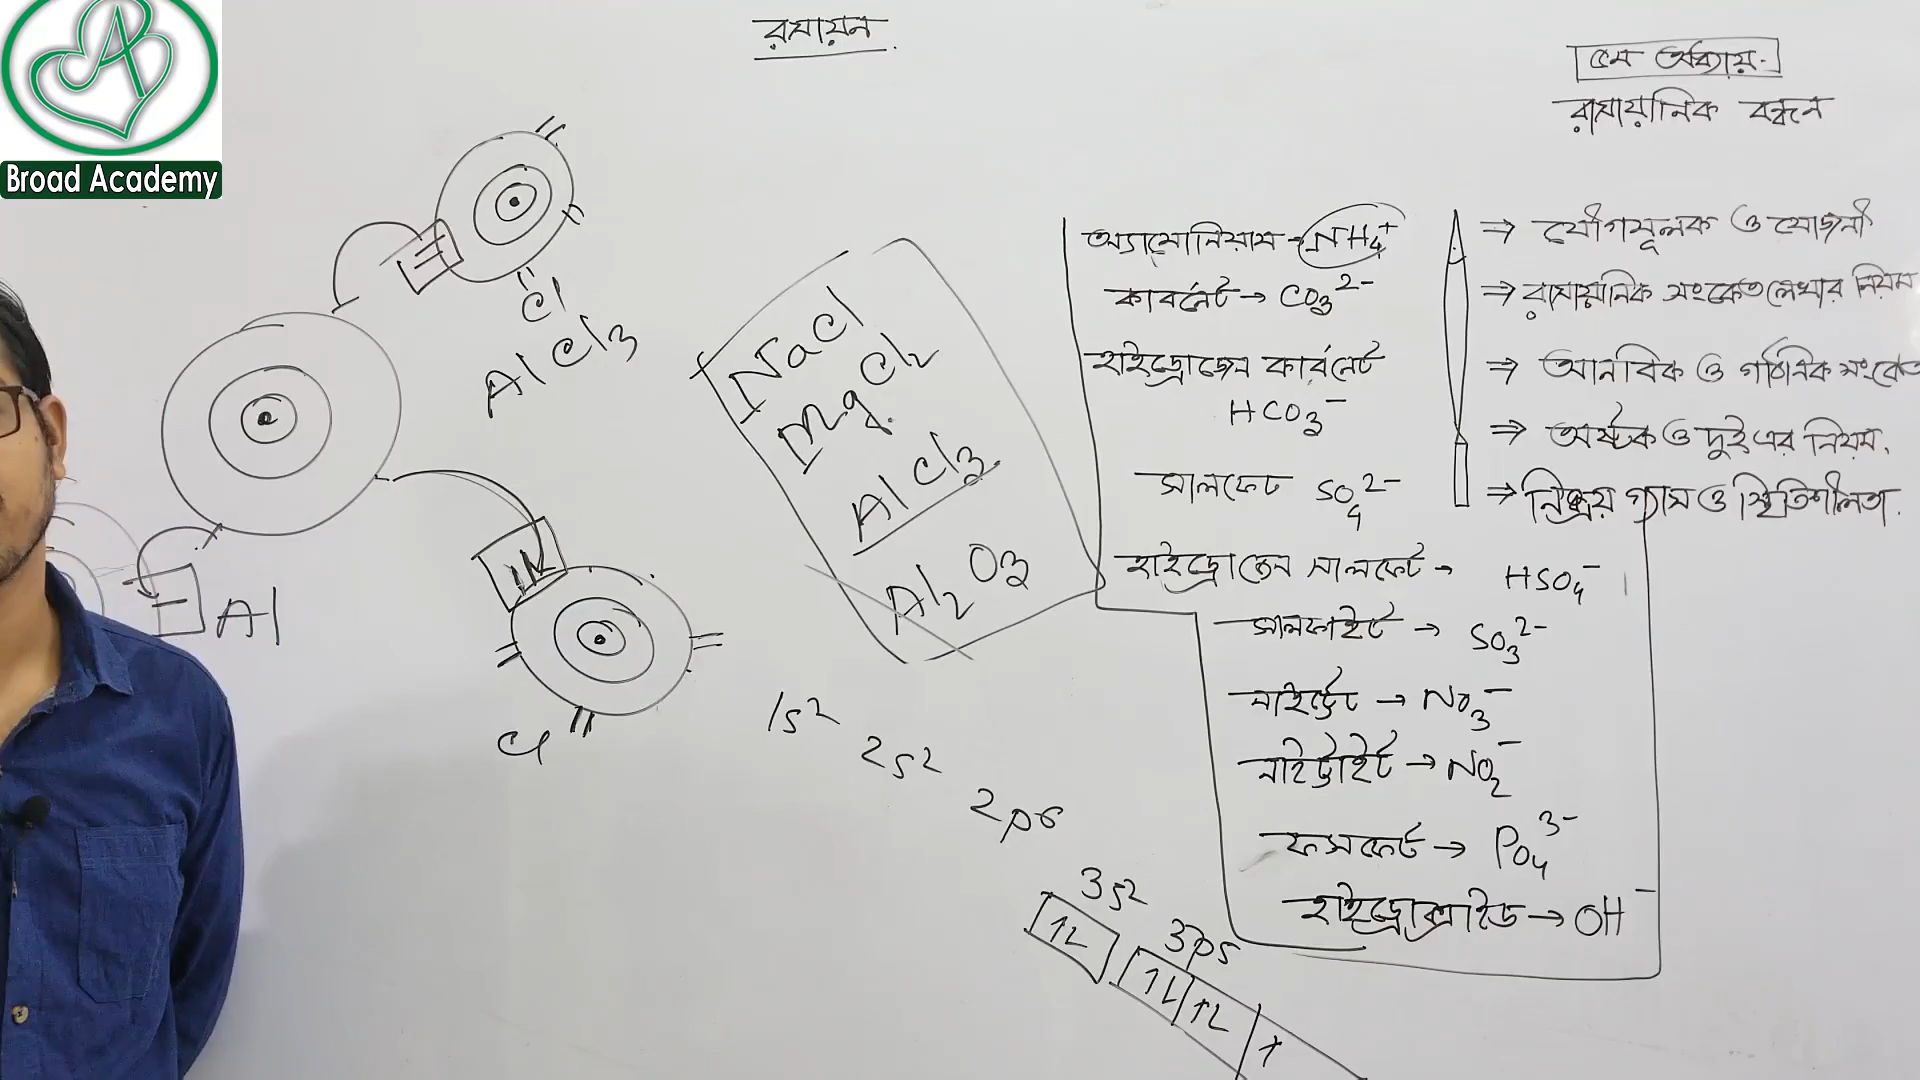 Broad Academy
রসায়ন
৫ম অধ্যায়
রাসায়নিক বন্ধন
Cl
AlCl3
Al
Cl
NaCl
MgCl2
AlCl3
Al2O3
1s2
2s2
2p6
3s2
3p5
অ্যামোনিয়াম → NH4+
কার্বনেট → CO3 2-
হাইড্রোজেন কার্বনেট
HCO3-
সালফেট SO4 2-
হাইড্রোজেন সালফেট → HSO4-
সালফাইট → SO3 2-
নাইট্রেট → NO3-
নাইট্রাইট → NO2-
ফসফেট → PO4 3-
হাইড্রোক্সাইড → OH-
⇒ যৌগমূলক ও যোজনী
⇒ রাসায়নিক সংকেত লেখার নিয়ম
⇒ আনবিক ও গাঠনিক সংকেত
⇒ অষ্টক ও দুই এর নিয়ম.
⇒ নিষ্ক্রিয় গ্যাস ও স্থিতিশীলতা.